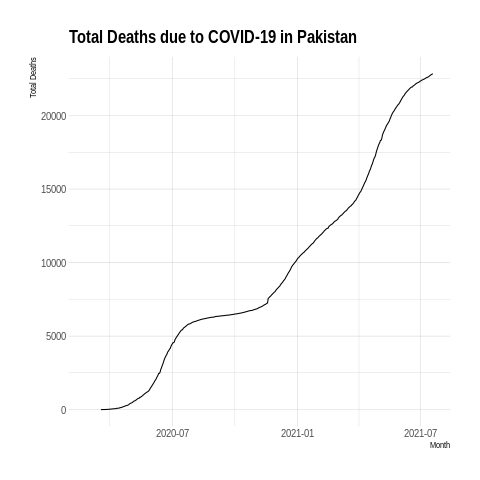 Total Deaths due to COVID-19 in Pakistan
Total Deaths
20000
15000
10000
5000
0
2020-07 2021-01 2021-07
Month